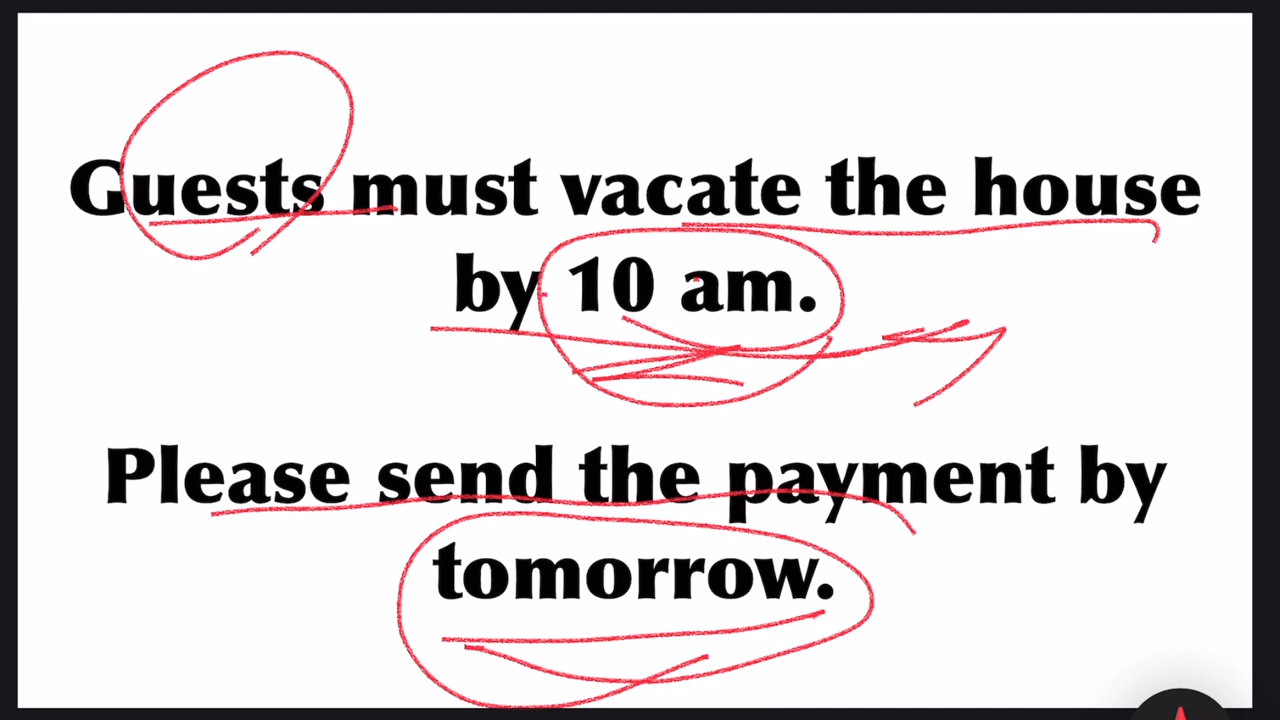 Guests must vacate the house
by 10 am.
Please send the payment by
tomorrow.